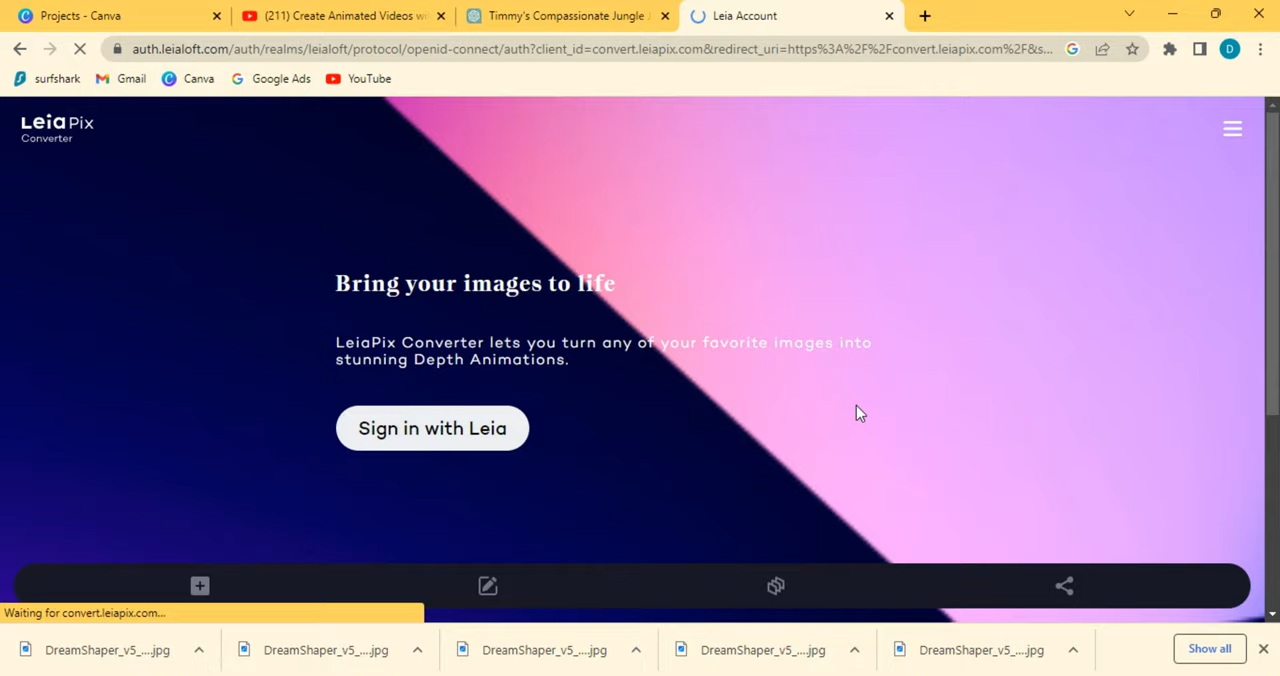 Projects - Canva
(211) Create Animated Videos w
Timmy's Compassionate Jungle
Leia Account
auth.leialoft.com/auth/realms/leialoft/protocol/openid-connect/auth?client_id=convert.leiapix.com&redirect_uri=https%3A%2F%2Fconvert.leiapix.com%2F&s...
D
surfshark
Gmail
Canva
Google Ads
YouTube
Leia Pix
Converter
Bring your images to life
LeiaPix Converter lets you turn any of your favorite images into
stunning Depth Animations.
Sign in with Leia
Waiting for convert.leiapix.com...
DreamShaper_v5_....jpg
DreamShaper_v5_....jpg
DreamShaper_v5_....jpg
DreamShaper_v5_....jpg
DreamShaper_v5_....jpg
Show all